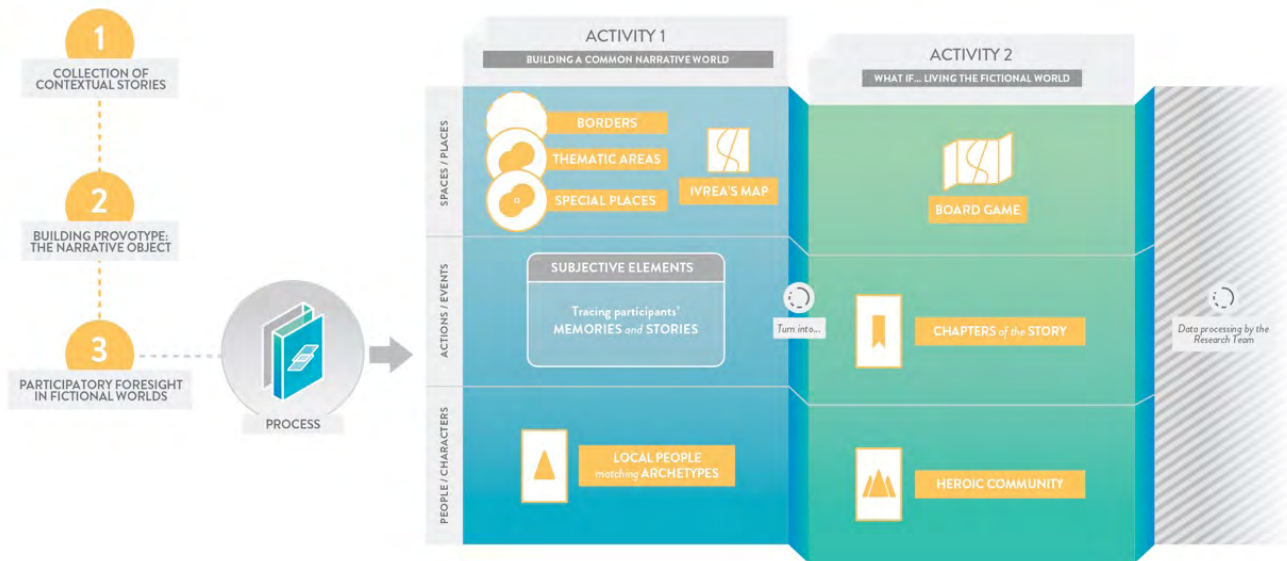 1
COLLECTION OF
CONTEXTUAL STORIES
2
BUILDING PROVOTYPE:
THE NARRATIVE OBJECT
3
PARTICIPATORY FORESIGHT
IN FICTIONAL WORLDS
PROCESS
ACTIVITY 1
BUILDING A COMMON NARRATIVE WORLD
SPACES / PLACES
BORDERS
THEMATIC AREAS
SPECIAL PLACES
IVREA'S MAP
ACTIONS / EVENTS
SUBJECTIVE ELEMENTS
Tracing participants'
MEMORIES and STORIES
PEOPLE / CHARACTERS
LOCAL PEOPLE
matching ARCHETYPES
Turn into...
ACTIVITY 2
WHAT IF... LIVING THE FICTIONAL WORLD
BOARD GAME
CHAPTERS of the STORY
HEROIC COMMUNITY
Data processing by the
Research Team